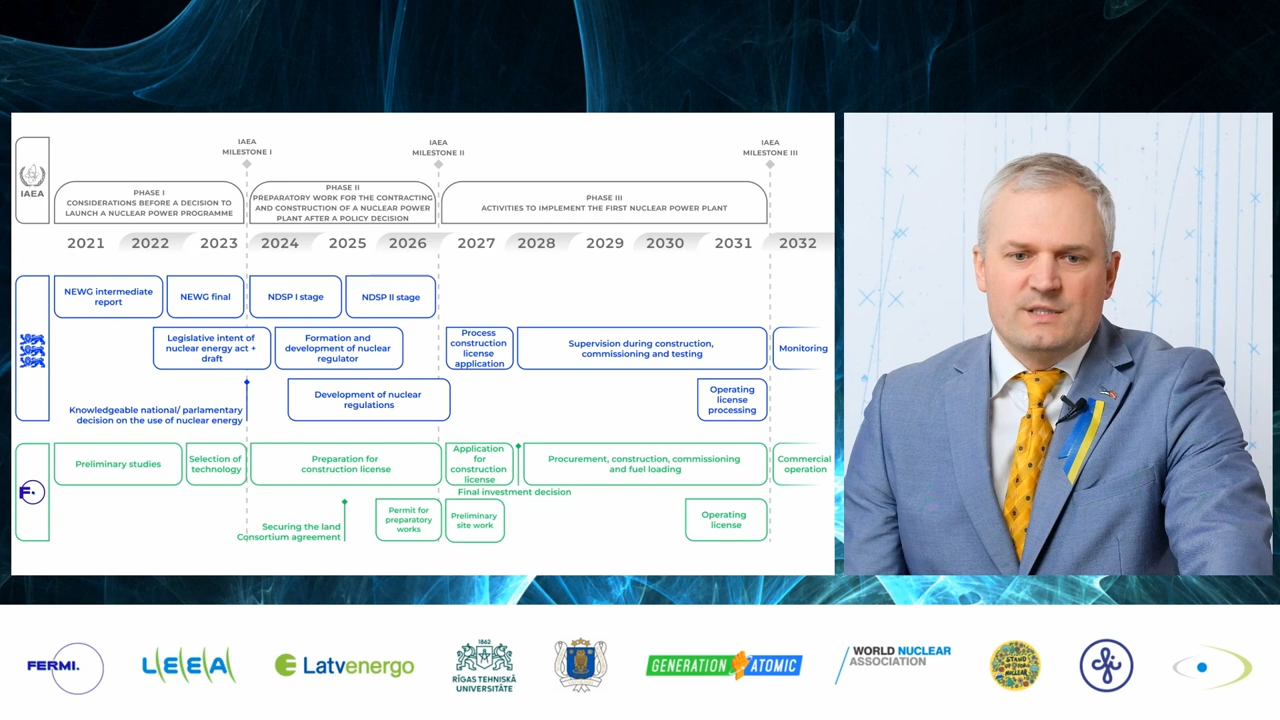 IAEA
MILESTONE I
IAEA
MILESTONE II
IAEA
MILESTONE III
IAEA
PHASE I
CONSIDERATIONS BEFORE A DECISION TO
LAUNCH A NUCLEAR POWER PROGRAMME
PHASE II
PREPARATORY WORK FOR THE CONTRACTING
AND CONSTRUCTION OF A NUCLEAR POWER
PLANT AFTER A POLICY DECISION
PHASE III
ACTIVITIES TO IMPLEMENT THE FIRST NUCLEAR POWER PLANT
2021 2022 2023 2024 2025 2026 2027 2028 2029 2030 2031 2032
NEWG intermediate
report
NEWG final
NDSP I stage
NDSP II stage
Legislative intent of
nuclear energy act +
draft
Formation and
development of nuclear
regulator
Process
construction
license
application
Supervision during construction,
commissioning and testing
Monitoring
Development of nuclear
regulations
Operating
license
processing
Knowledgeable national/ parlamentary
decision on the use of nuclear energy
Preliminary studies
Selection of
technology
Preparation for
construction license
Application
for
construction
license
Procurement, construction, commissioning
and fuel loading
Commercial
operation
Final investment decision
F.
Securing the land
Consortium agreement
Permit for
preparatory
works
Preliminary
site work
Operating
license
FERMI.
LEEA
Latvenergo
1862
RĪGAS TEHNISKĀ
UNIVERSITĀTE
GENERATION ATOMIC
WORLD NUCLEAR
ASSOCIATION
STAND
UP FOR
NUCLEAR